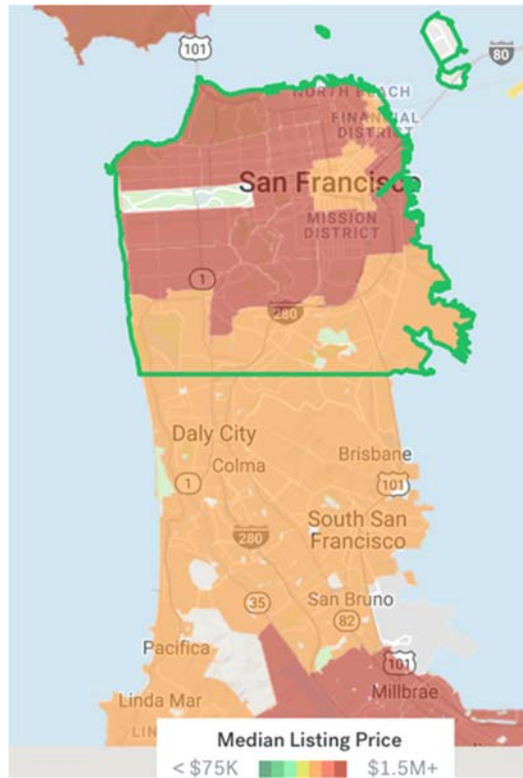 101
80
NORTH BEACH
FINANCIAL
DISTRICT
San Francisco
MISSION
DISTRICT
1
280
Daly City
Colma
Brisbane
1
101
South San
Francisco
280
35
San Bruno
82
Pacifica
101
Millbrae
Linda Mar
LIN
Median Listing Price
< $75K
$1.5M+